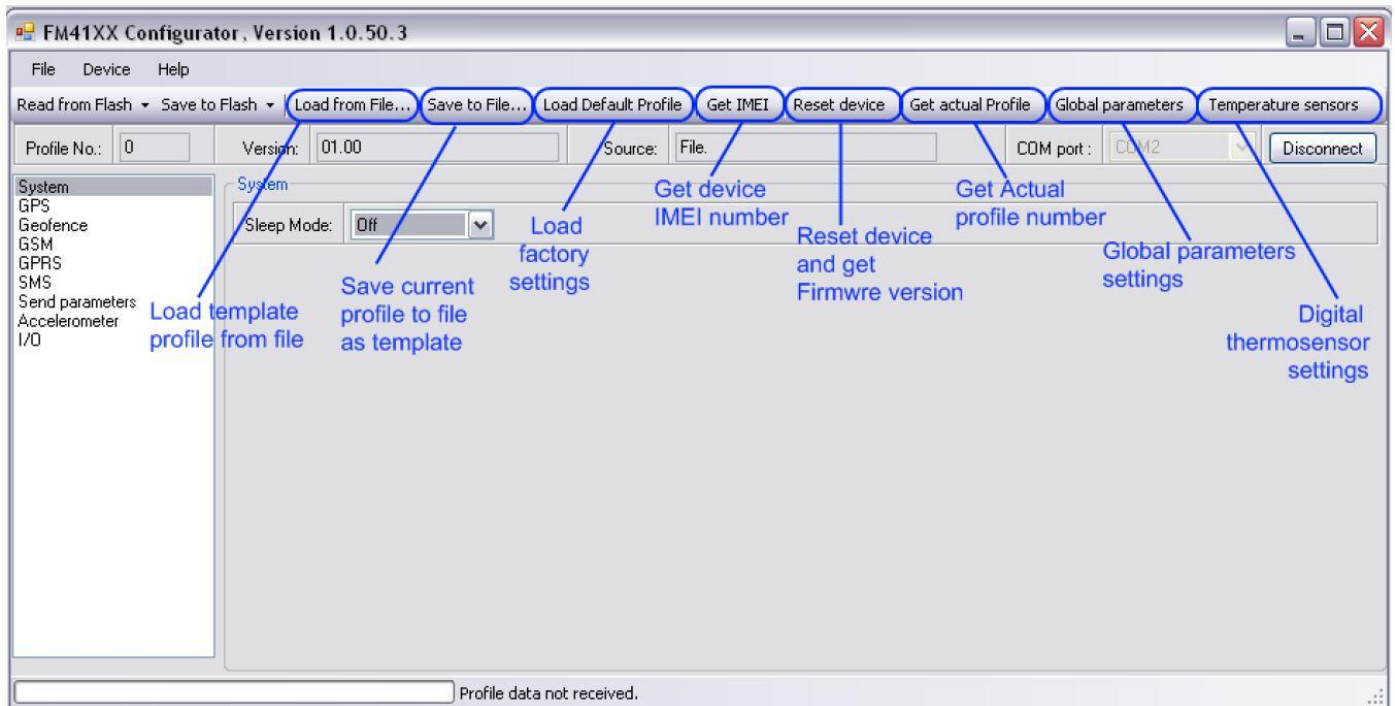 FM41XX Configurator, Version 1.0.50.3
File Device Help
Read from Flash Save to Flash Load from File... Save to File... Load Default Profile Get IMEI Reset device Get actual Profile Global parameters Temperature sensors
Profile No.: 0 Version: 01.00 Source: File. COM port : COM2 Disconnect
System
GPS
Geofence
GSM
GPRS
SMS
Send parameters
Accelerometer
I/O
System
Sleep Mode: Off
Load template
profile from file
Save current
profile to file
as template
Load
factory
settings
Get device
IMEI number
Reset device
and get
Firmwre version
Get Actual
profile number
Global parameters
settings
Digital
thermosensor
settings
Profile data not received.